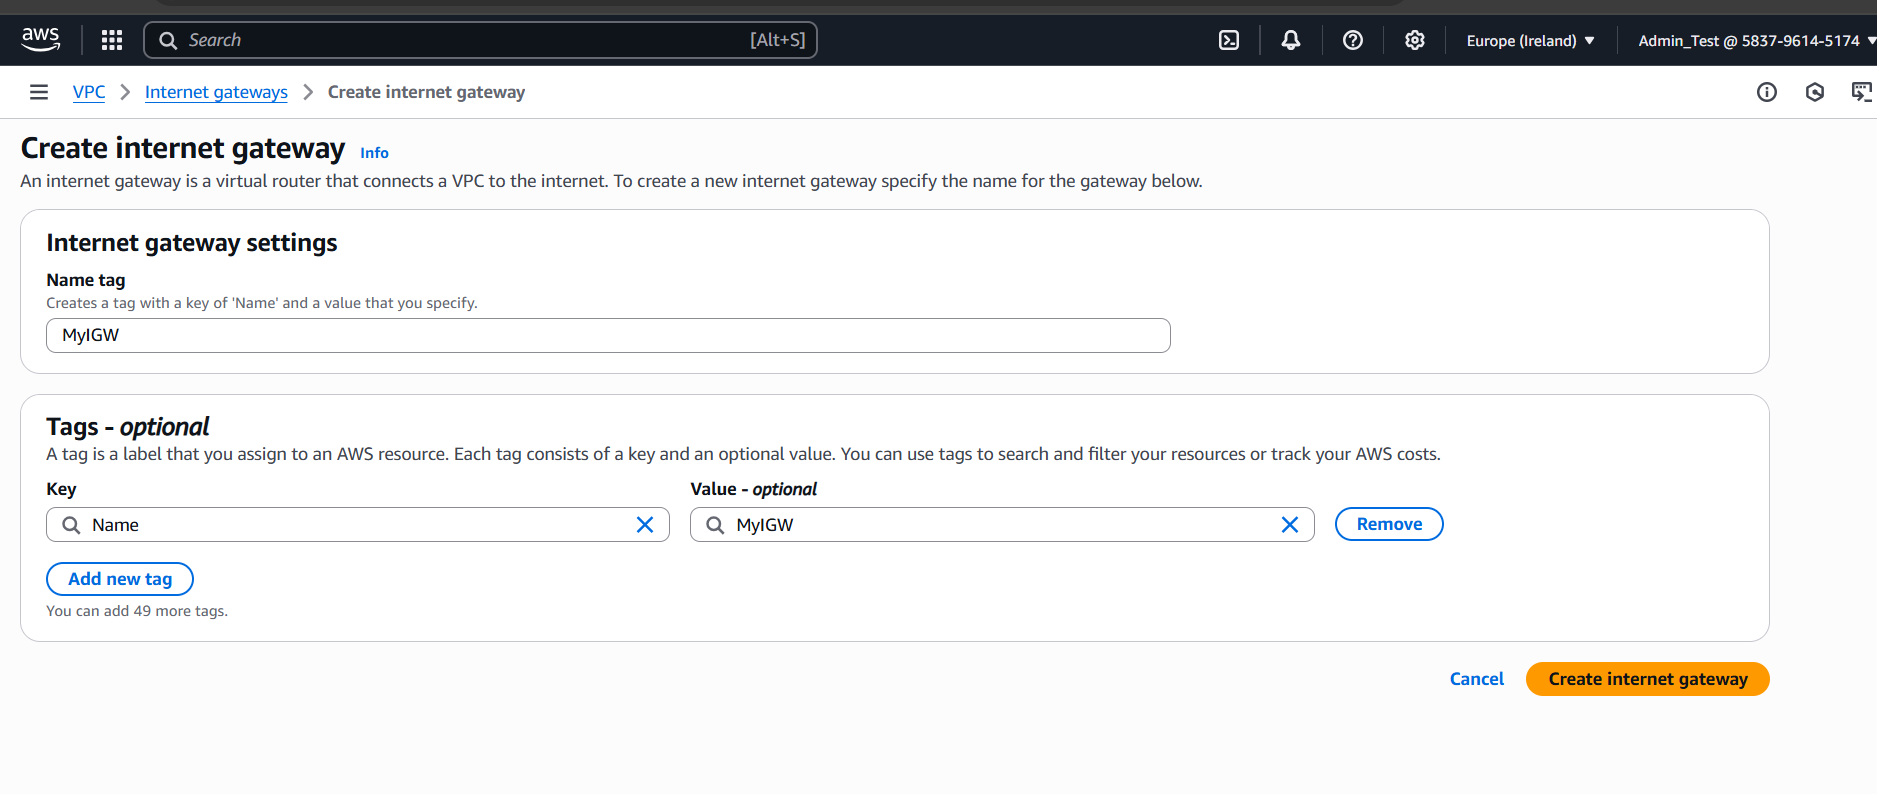 aws Search [Alt+S] Europe (Ireland) Admin_Test @ 5837-9614-5174
VPC Internet gateways Create internet gateway
Create internet gateway Info
An internet gateway is a virtual router that connects a VPC to the internet. To create a new internet gateway specify the name for the gateway below.
Internet gateway settings
Name tag
Creates a tag with a key of 'Name' and a value that you specify.
MyIGW
Tags - optional
A tag is a label that you assign to an AWS resource. Each tag consists of a key and an optional value. You can use tags to search and filter your resources or track your AWS costs.
Key Value - optional
Name MyIGW Remove
Add new tag
You can add 49 more tags.
Cancel Create internet gateway